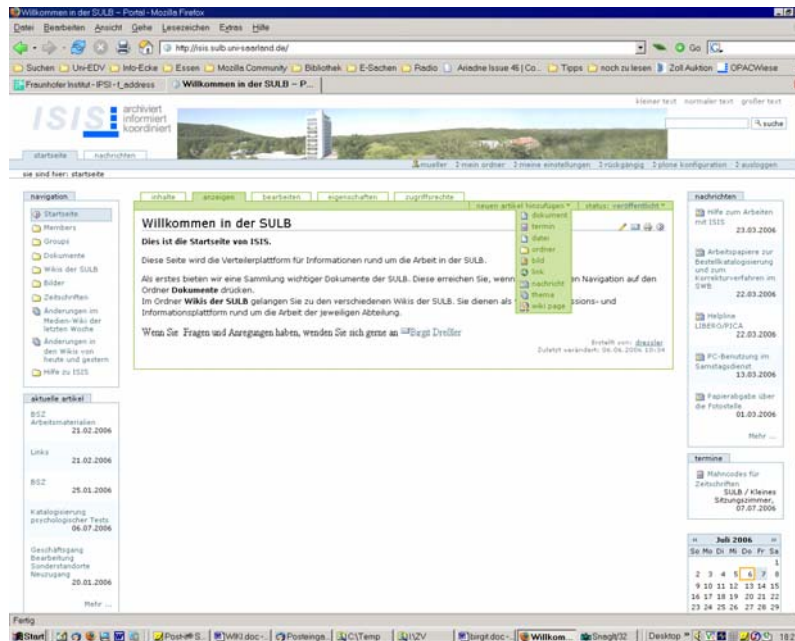 Willkommen in der SULB – Portal - Mozilla Firefox
Datei Bearbeiten Ansicht Gehe Lesezeichen Extras Hilfe
http://isis.sulb.uni-saarland.de/
Go
Suchen Uni-EDV Info-Ecke Essen Mozilla Community Bibliothek E-Sachen Radio Ariadne Issue 46 | Co... Tipps noch zu lesen Zoll Auktion OPACWiese
Fraunhofer Institut - IPSI - t_address
Willkommen in der SULB – P...
kleiner text normaler text großer text
ISIS
archiviert
informiert
koordiniert
suche
startseite nachrichten
mueller mein ordner meine einstellungen rückgängig plone konfiguration ausloggen
sie sind hier: startseite
navigation
Startseite
Members
Groups
Dokumente
Wikis der SULB
Bilder
Zeitschriften
Änderungen im
Medien-Wiki der
letzten Woche
Änderungen in
den Wikis von
heute und gestern
Hilfe zu ISIS
aktuelle artikel
BSZ
Arbeitsmaterialien
21.02.2006
Links
21.02.2006
BSZ
25.01.2006
Katalogisierung
psychologischer Tests
06.07.2006
Geschäftsgang
Bearbeitung
Sonderstandorte
Neuzugang
20.01.2006
Mehr ...
inhalte anzeigen bearbeiten eigenschaften zugriffsrechte
neuen artikel hinzufügen status: veröffentlicht
dokument
termin
datei
ordner
bild
link
nachricht
thema
wiki page
Willkommen in der SULB
Dies ist die Startseite von ISIS.
Diese Seite wird die Verteilerplattform für Informationen rund um die Arbeit in der SULB.
Als erstes bieten wir eine Sammlung wichtiger Dokumente der SULB. Diese erreichen Sie, wenn en Navigation auf den
Ordner Dokumente drücken.
Im Ordner Wikis der SULB gelangen Sie zu den verschiedenen Wikis der SULB. Sie dienen als ssions- und
Informationsplattform rund um die Arbeit der jeweiligen Abteilung.
Wenn Sie Fragen und Anregungen haben, wenden Sie sich gerne an Birgit Dreßler
Erstellt von: dressler
Zuletzt verändert: 06.06.2006 10:34
nachrichten
Hilfe zum Arbeiten
mit ISIS
23.03.2006
Arbeitspapiere zur
Bestellkatalogisierung
und zum
Korrekturverfahren im
SWB
22.03.2006
Helpline
LIBERO/PICA
22.03.2006
PC-Benutzung im
Samstagsdienst
13.03.2006
Papierabgabe über
die Fotostelle
01.03.2006
Mehr ...
termine
Mahncodes für
Zeitschriften
SULB / Kleines
Sitzungszimmer,
07.07.2006
« Juli 2006 »
So Mo Di Mi Do Fr Sa
1
2 3 4 5 6 7 8
9 10 11 12 13 14 15
16 17 18 19 20 21 22
23 24 25 26 27 28 29
Fertig
Start Post-it® S... WIKI.doc -... Posteinga... C:\Temp I:\IZV birgit.doc -... Willkom... SnagIt/32 Desktop